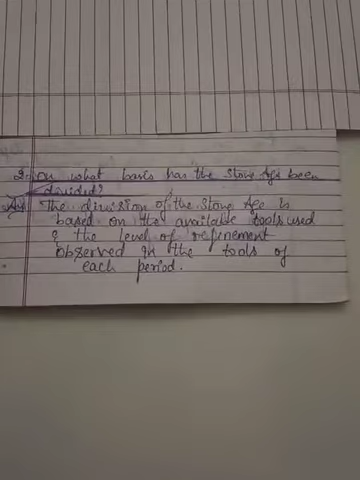 2. On what basis has the Stone Age been
divided?
Ans The division of the Stone Age is
based on the available tools used
& the level of refinement
observed in the tools of
each period.